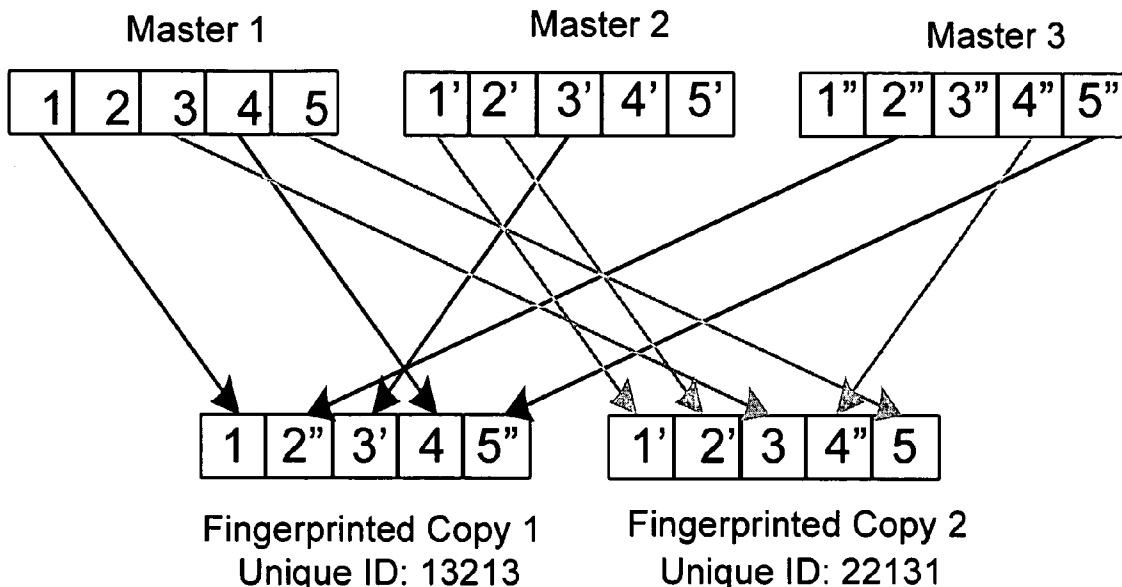 Master 1 Master 2 Master 3
1 2 3 4 5 1' 2' 3' 4' 5' 1" 2" 3" 4" 5"
1 2" 3' 4 5" 1' 2' 3 4" 5
Fingerprinted Copy 1 Fingerprinted Copy 2
Unique ID: 13213 Unique ID: 22131